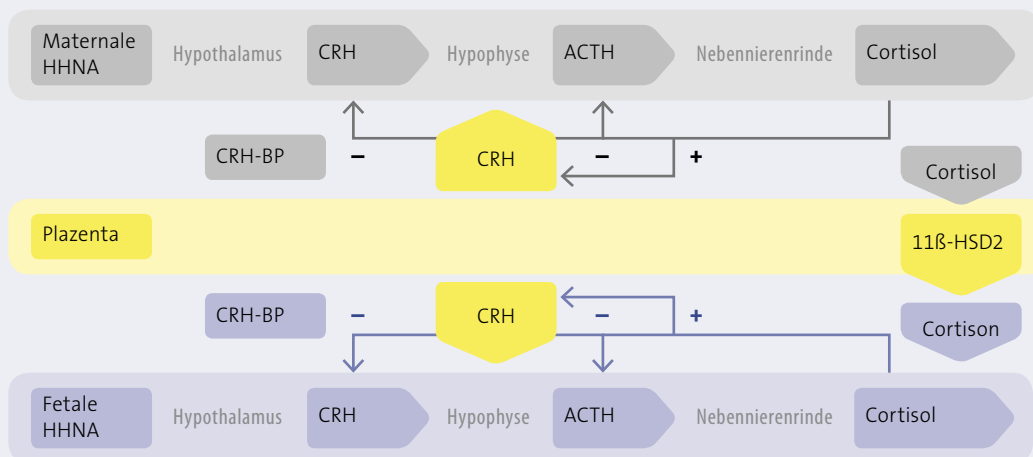 Maternale
HHNA
Hypothalamus
CRH
Hypophyse
ACTH
Nebennierenrinde
Cortisol
CRH-BP
–
CRH
–
+
Cortisol
Plazenta
11ß-HSD2
CRH-BP
–
CRH
–
+
Cortison
Fetale
HHNA
Hypothalamus
CRH
Hypophyse
ACTH
Nebennierenrinde
Cortisol